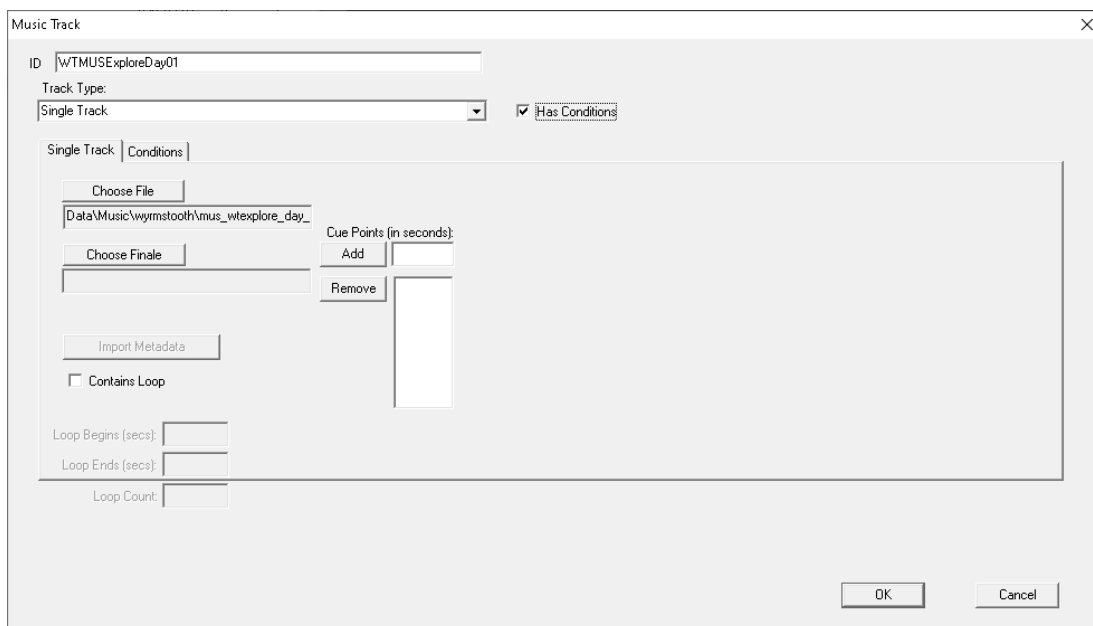 Music Track
ID WTMUSExploreDay01
Track Type:
Single Track
Has Conditions
Single Track Conditions
Choose File
Data\Music\wyrmstooth\mus_wtexplore_day_
Cue Points (in seconds):
Choose Finale
Add
Remove
Import Metadata
Contains Loop
Loop Begins (secs):
Loop Ends (secs):
Loop Count:
OK Cancel